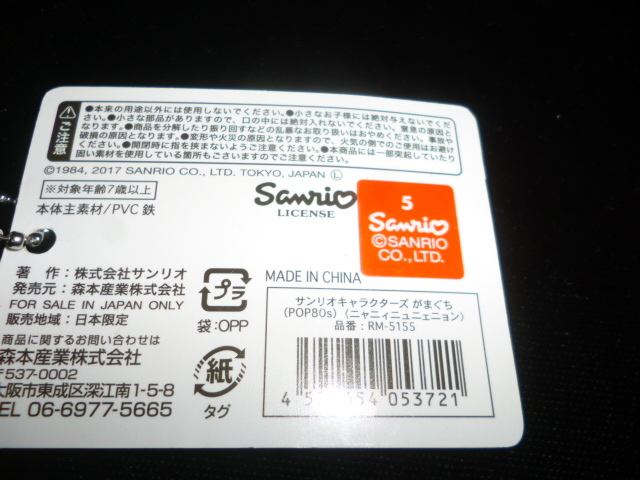 ご注意
●本来の用途以外には使用しないでください。●小さなお子様には絶対与えないでください。
●小さな部品がありますので、口の中には絶対入れないでください。窒息の原因と
なります。●商品を分解したり振り回すなどの乱暴なお取り扱いはおやめください。事故や
破損の原因となります。●変形や火災の原因となりますので、火気の側でのご使用はお避け
ください。●開閉時に指を挟まないようご注意ください。●本商品には一部突起していたり
固い素材を使用している箇所もございますのでご注意ください。
©1984, 2017 SANRIO CO., LTD. TOKYO, JAPAN Ⓛ
※対象年齢7歳以上
本体主素材/PVC 鉄
Sanrio
LICENSE
5
Sanrio
©SANRIO
CO., LTD.
著 作：株式会社サンリオ
発売元：森本産業株式会社
FOR SALE IN JAPAN ONLY
販売地域：日本限定
商品に関するお問い合わせは
森本産業株式会社
〒537-0002
大阪市東成区深江南1-5-8
TEL 06-6977-5665
プラ
袋:OPP
紙
タグ
MADE IN CHINA
サンリオキャラクターズ がまぐち
(POP80s)〈ニャニィニュニェニョン〉
品番：RM-5155
053721